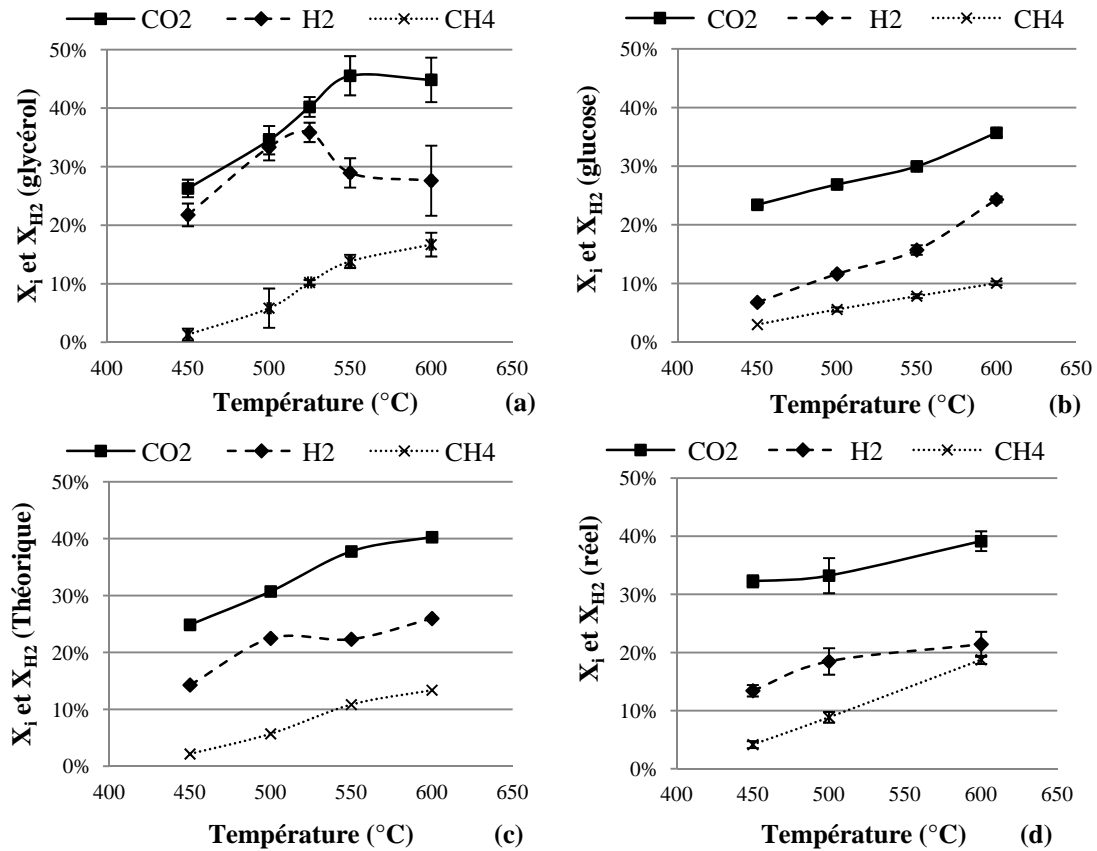 CO2 H2 CH4
50%
40%
30%
20%
10%
0%
400 450 500 550 600 650
X_i et X_H2 (glycérol)
Température (°C) (a)
CO2 H2 CH4
50%
40%
30%
20%
10%
0%
400 450 500 550 600 650
X_i et X_H2 (glucose)
Température (°C) (b)
CO2 H2 CH4
50%
40%
30%
20%
10%
0%
400 450 500 550 600 650
X_i et X_H2 (Théorique)
Température (°C) (c)
CO2 H2 CH4
50%
40%
30%
20%
10%
0%
400 450 500 550 600 650
X_i et X_H2 (réel)
Température (°C) (d)